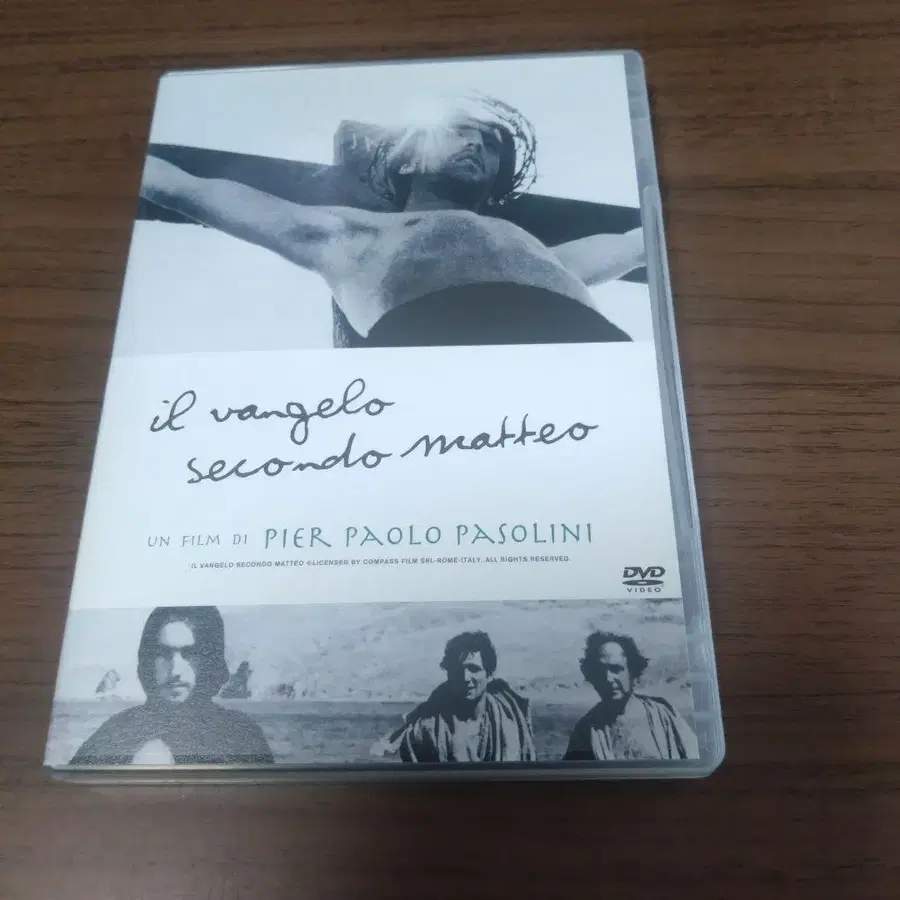 il vangelo
secondo matteo
UN FILM DI PIER PAOLO PASOLINI
IL VANGELO SECONDO MATTEO ©LICENSEG BY COMPASS FILM SRL-ROME-ITALY. ALL RIGHTS RESERVED.
DVD
VIDEO